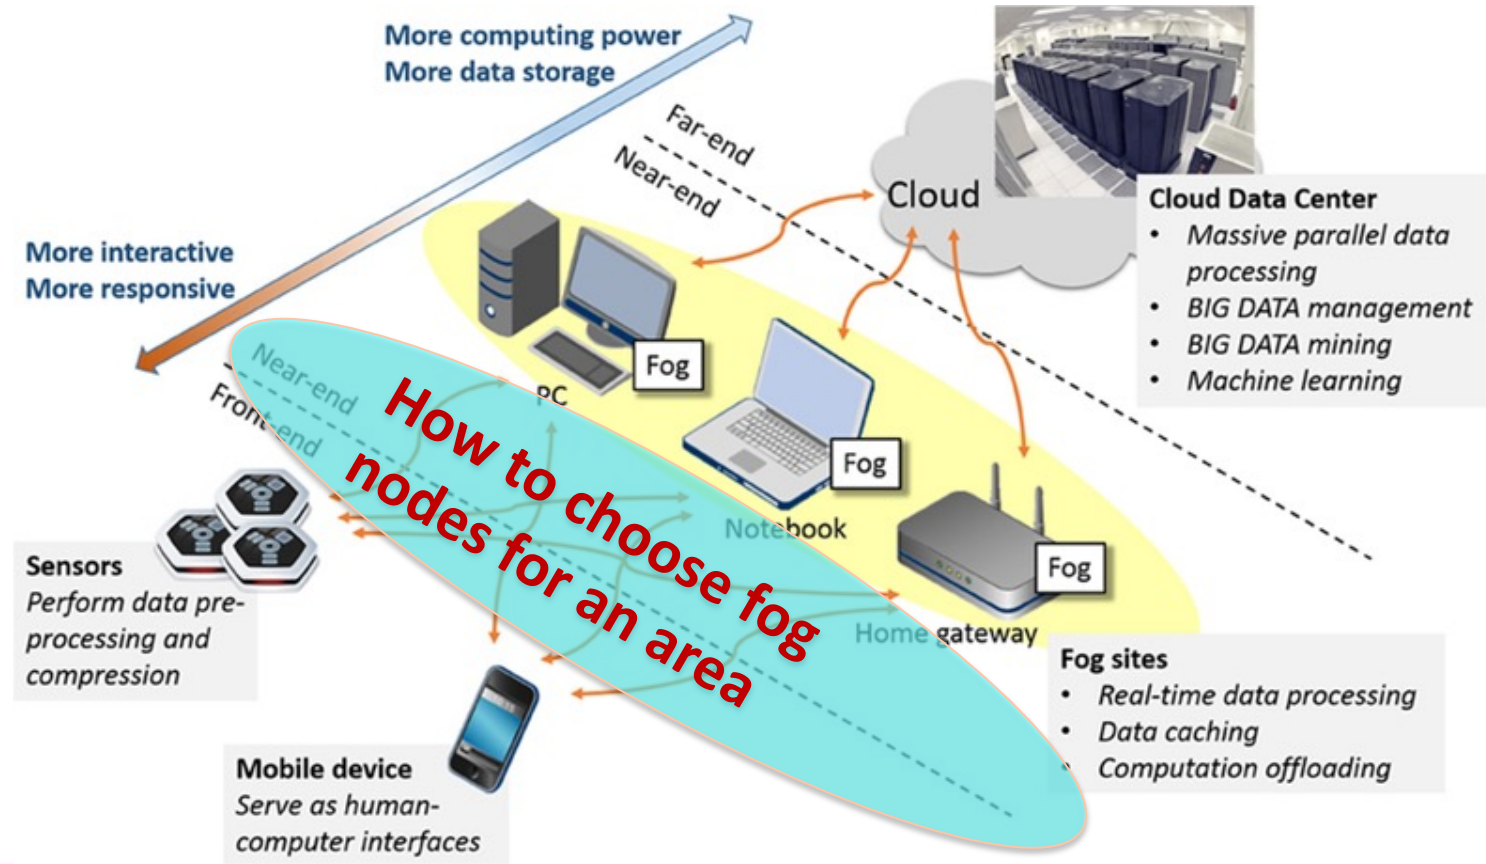 More computing power
More data storage
Far-end
Near-end
Cloud
Cloud Data Center
• Massive parallel data
processing
• BIG DATA management
• BIG DATA mining
• Machine learning
More interactive
More responsive
Near-end
Front-end
Fog
PC
Fog
Notebook
Fog
Home gateway
How to choose fog
nodes for an area
Sensors
Perform data pre-
processing and
compression
Fog sites
• Real-time data processing
• Data caching
• Computation offloading
Mobile device
Serve as human-
computer interfaces